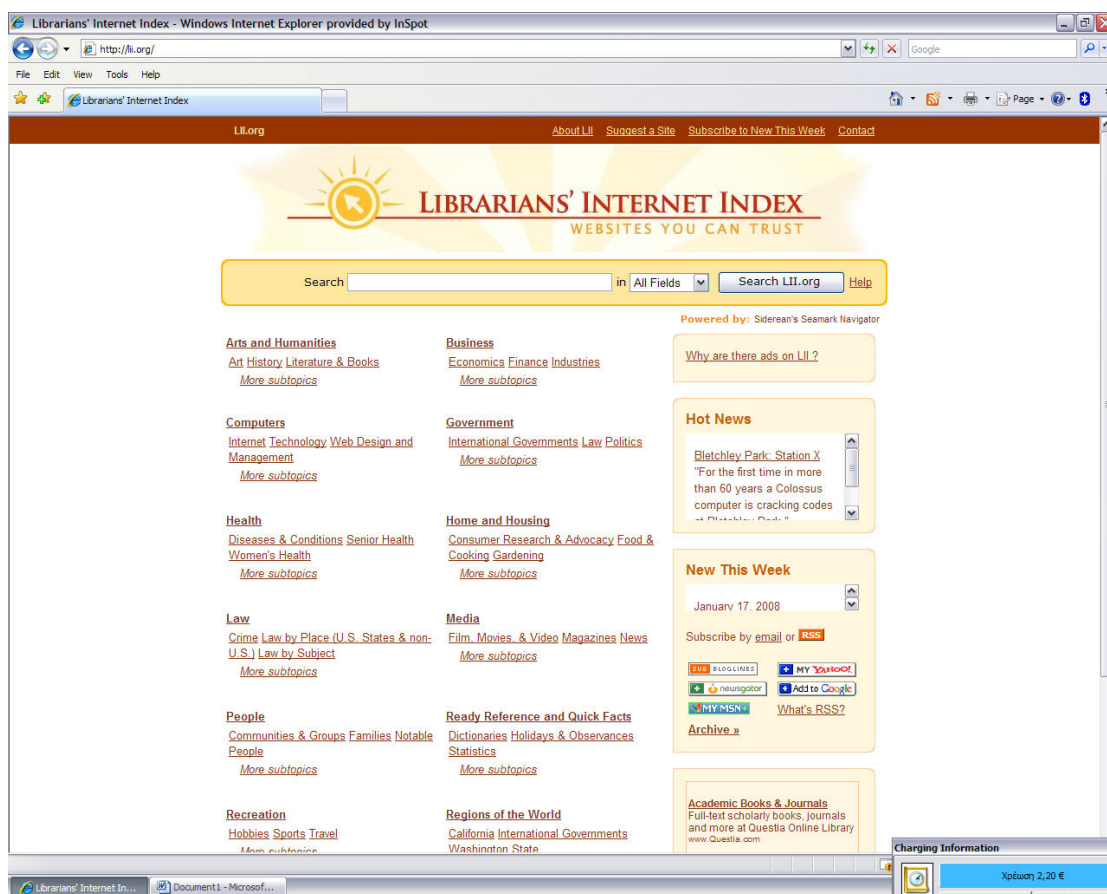 Librarians' Internet Index - Windows Internet Explorer provided by InSpot
http://lii.org/
Google
File Edit View Tools Help
Librarians' Internet Index
Page
LII.org
About LII Suggest a Site Subscribe to New This Week Contact
LIBRARIANS' INTERNET INDEX
WEBSITES YOU CAN TRUST
Search in All Fields Search LII.org Help
Powered by: Siderean's Seamark Navigator
Arts and Humanities
Art History Literature & Books
More subtopics
Business
Economics Finance Industries
More subtopics
Computers
Internet Technology Web Design and
Management
More subtopics
Government
International Governments Law Politics
More subtopics
Health
Diseases & Conditions Senior Health
Women's Health
More subtopics
Home and Housing
Consumer Research & Advocacy Food &
Cooking Gardening
More subtopics
Law
Crime Law by Place (U.S. States & non-
U.S.) Law by Subject
More subtopics
Media
Film, Movies, & Video Magazines News
More subtopics
People
Communities & Groups Families Notable
People
More subtopics
Ready Reference and Quick Facts
Dictionaries Holidays & Observances
Statistics
More subtopics
Recreation
Hobbies Sports Travel
More subtopics
Regions of the World
California International Governments
Washington State
Why are there ads on LII ?
Hot News
Bletchley Park: Station X
"For the first time in more
than 60 years a Colossus
computer is cracking codes
at Bletchley Park."
New This Week
January 17, 2008
Subscribe by email or RSS
SUB BLOGLINES
MY YAHOO!
newsgator
Add to Google
MY MSN
What's RSS?
Archive »
Academic Books & Journals
Full-text scholarly books, journals
and more at Questia Online Library
www.Questia.com
Charging Information
Χρέωση 2,20 €
Librarians' Internet In...
Document1 - Microsof...